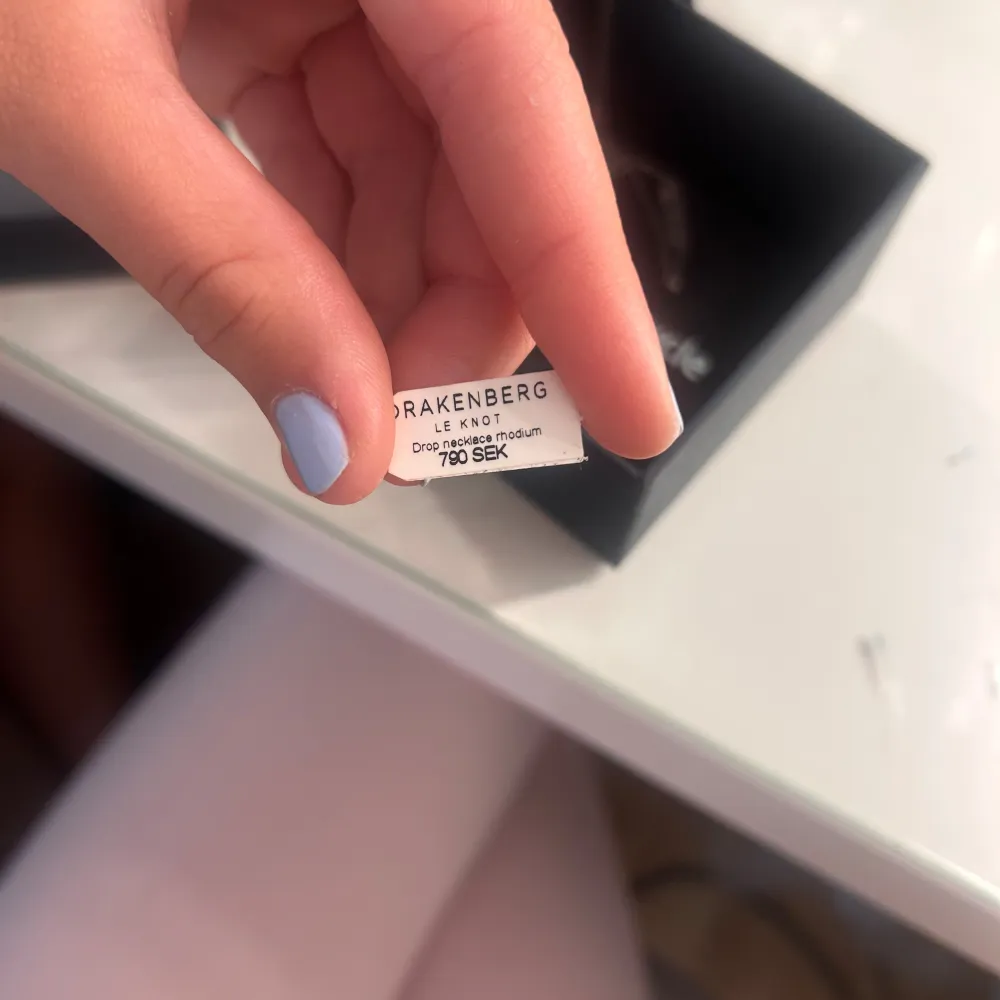 DRAKENBERG
LE KNOT
Drop necklace rhodium
790 SEK